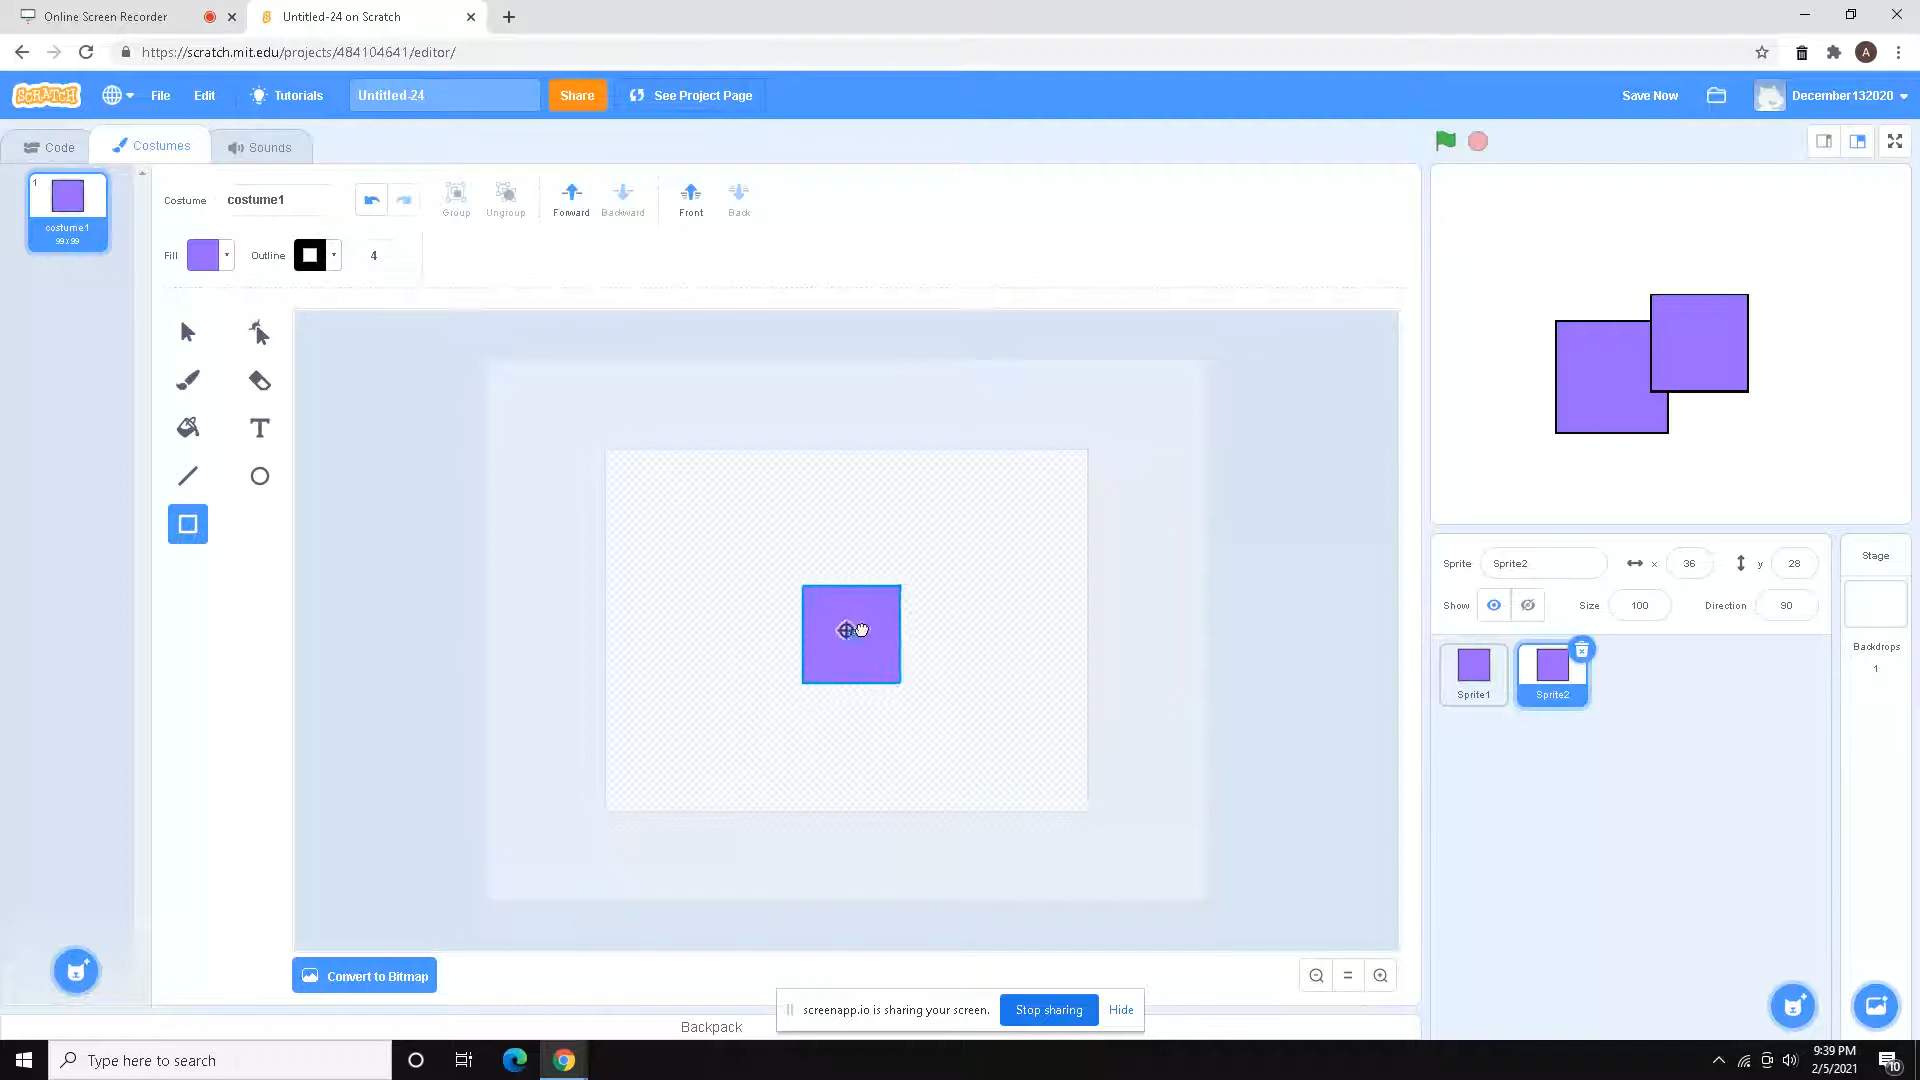 Online Screen Recorder
Untitled-24 on Scratch
https://scratch.mit.edu/projects/484104641/editor/
A
SCRATCH
File
Edit
Tutorials
Untitled-24
Share
See Project Page
Save Now
December132020
Code
Costumes
Sounds
1
costume1
99x99
Costume
costume1
Group
Ungroup
Forward
Backward
Front
Back
Fill
Outline
4
T
Convert to Bitmap
Sprite
Sprite2
x
36
y
28
Show
Size
100
Direction
90
Sprite1
Sprite2
Stage
Backdrops
1
screenapp.io is sharing your screen.
Stop sharing
Hide
Backpack
Type here to search
9:39 PM
2/5/2021
10